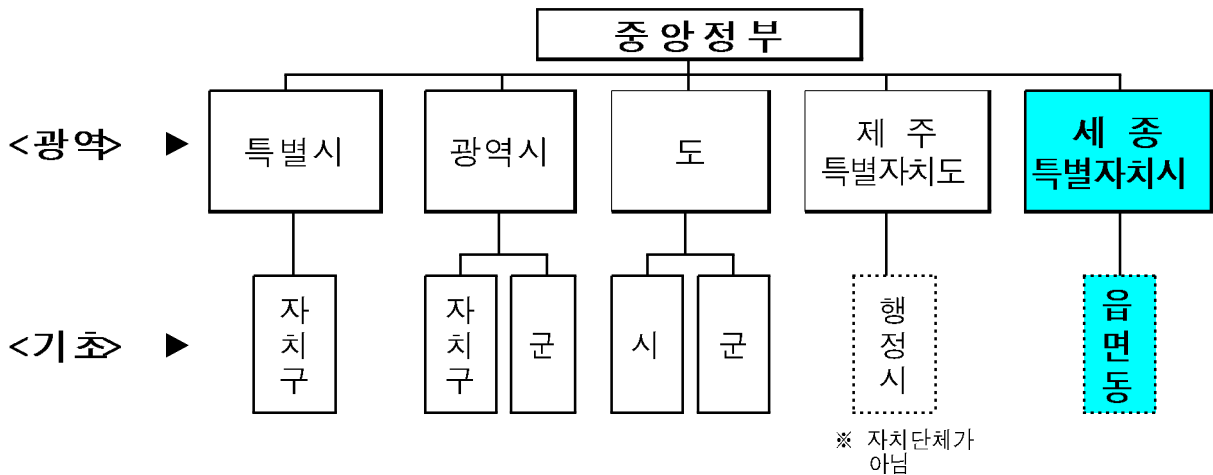 중앙정부
<광역> ▶
특별시
광역시
도
제 주
특별자치도
세 종
특별자치시
<기초> ▶
자치구
자치구
군
시
군
행정시
읍면동
※ 자치단체가
아님